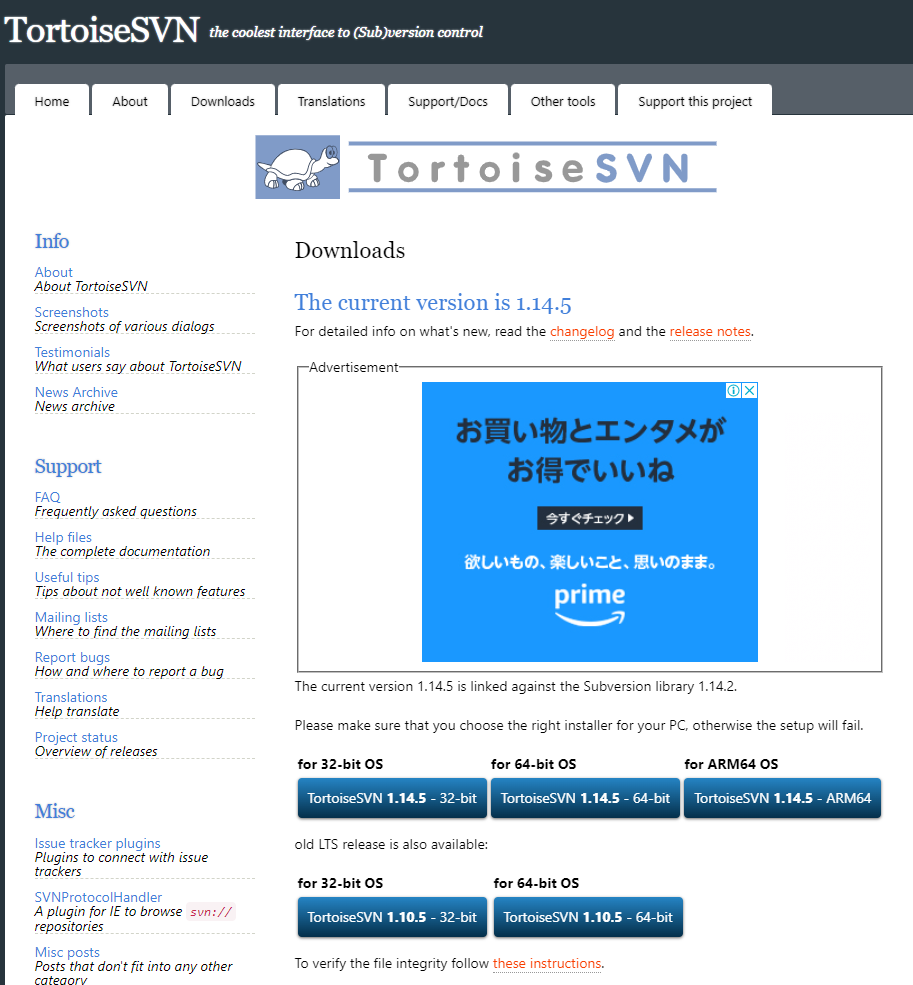 TortoiseSVN the coolest interface to (Sub)version control
Home About Downloads Translations Support/Docs Other tools Support this project
TortoiseSVN
Info
About
About TortoiseSVN
Screenshots
Screenshots of various dialogs
Testimonials
What users say about TortoiseSVN
News Archive
News archive
Support
FAQ
Frequently asked questions
Help files
The complete documentation
Useful tips
Tips about not well known features
Mailing lists
Where to find the mailing lists
Report bugs
How and where to report a bug
Translations
Help translate
Project status
Overview of releases
Misc
Issue tracker plugins
Plugins to connect with issue
trackers
SVNProtocolHandler
A plugin for IE to browse svn://
repositories
Misc posts
Posts that don't fit into any other
category
Downloads
The current version is 1.14.5
For detailed info on what's new, read the changelog and the release notes.
Advertisement
お買い物とエンタメが
お得でいいね
今すぐチェック
欲しいもの、楽しいこと、思いのまま。
prime
The current version 1.14.5 is linked against the Subversion library 1.14.2.
Please make sure that you choose the right installer for your PC, otherwise the setup will fail.
for 32-bit OS for 64-bit OS for ARM64 OS
TortoiseSVN 1.14.5 - 32-bit TortoiseSVN 1.14.5 - 64-bit TortoiseSVN 1.14.5 - ARM64
old LTS release is also available:
for 32-bit OS for 64-bit OS
TortoiseSVN 1.10.5 - 32-bit TortoiseSVN 1.10.5 - 64-bit
To verify the file integrity follow these instructions.